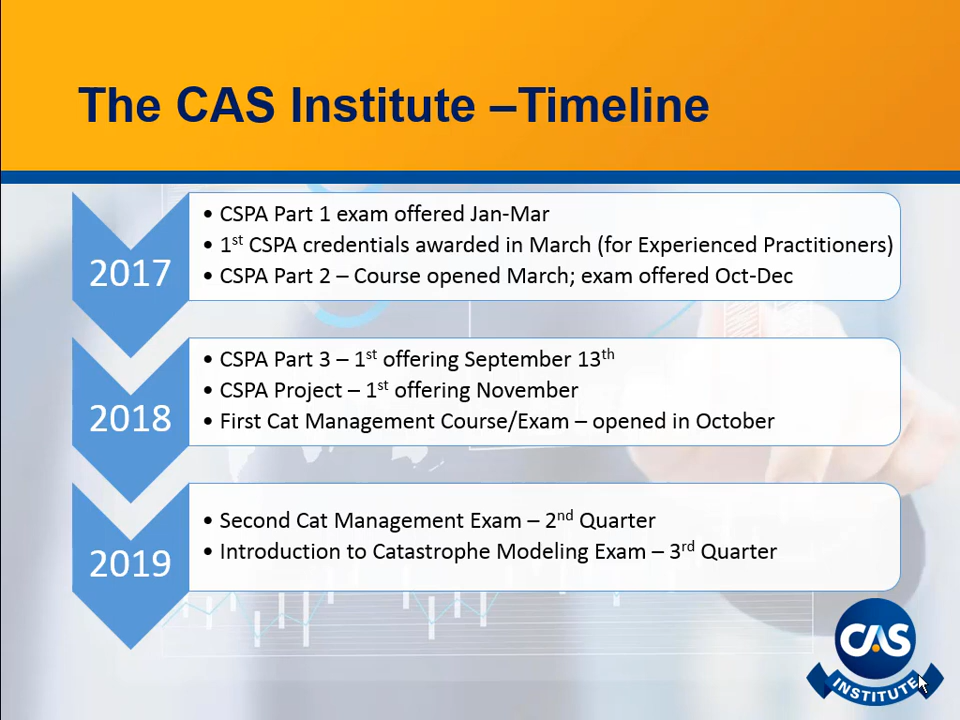 The CAS Institute –Timeline
2017
• CSPA Part 1 exam offered Jan-Mar
• 1st CSPA credentials awarded in March (for Experienced Practitioners)
• CSPA Part 2 – Course opened March; exam offered Oct-Dec
2018
• CSPA Part 3 – 1st offering September 13th
• CSPA Project – 1st offering November
• First Cat Management Course/Exam – opened in October
2019
• Second Cat Management Exam – 2nd Quarter
• Introduction to Catastrophe Modeling Exam – 3rd Quarter
CAS
INSTITUTE